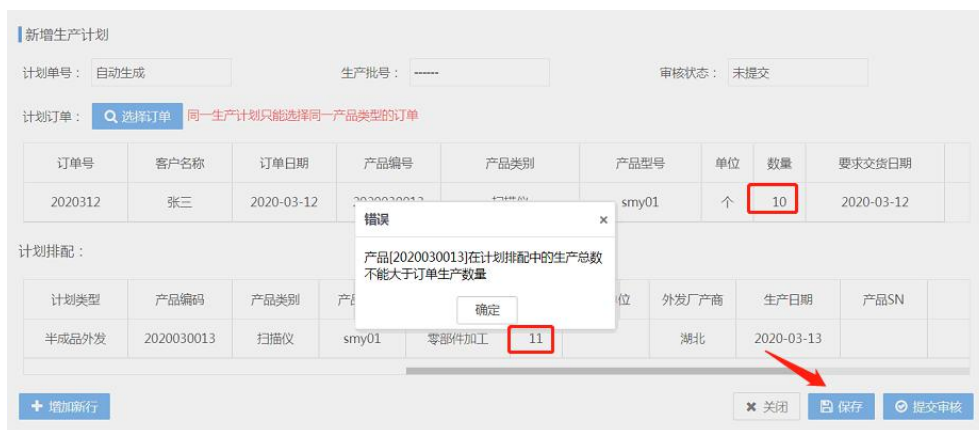 新增生产计划
计划单号： 自动生成 生产批号： ------ 审核状态： 未提交
计划订单： 选择订单 同一生产计划只能选择同一产品类型的订单
订单号 客户名称 订单日期 产品编号 产品类别 产品型号 单位 数量 要求交货日期
2020312 张三 2020-03-12 2020030013 扫描仪 smy01 个 10 2020-03-12
错误 ×
计划排配：
产品[2020030013]在计划排配中的生产总数
不能大于订单生产数量
确定
计划类型 产品编码 产品类别 外发厂产商 生产日期 产品SN
半成品外发 2020030013 扫描仪 smy01 零部件加工 11 湖北 2020-03-13
增加新行 关闭 保存 提交审核